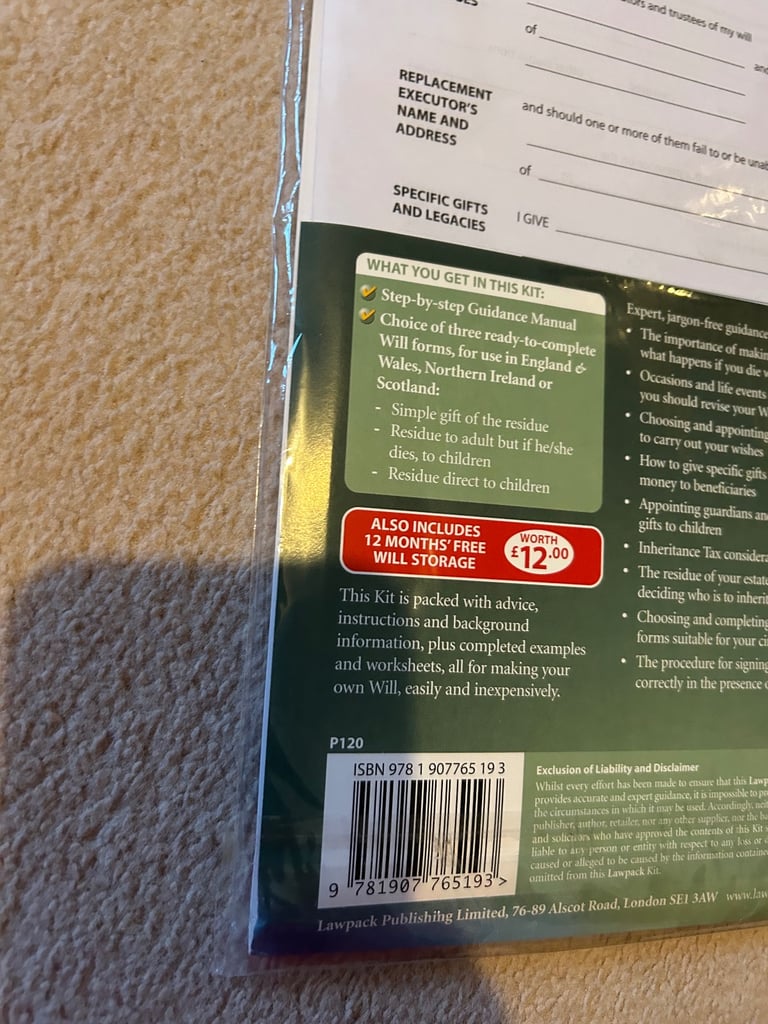 and trustees of my will
of
and
REPLACEMENT
EXECUTOR'S
NAME AND
ADDRESS
and should one or more of them fail to or be
of
SPECIFIC GIFTS
AND LEGACIES
I GIVE
WHAT YOU GET IN THIS KIT:
Step-by-step Guidance Manual
Choice of three ready-to-complete
Will forms, for use in England &
Wales, Northern Ireland or
Scotland:
- Simple gift of the residue
- Residue to adult but if he/she
dies, to children
- Residue direct to children
ALSO INCLUDES
12 MONTHS' FREE
WILL STORAGE
WORTH
£12.00
This Kit is packed with advice,
instructions and background
information, plus completed examples
and worksheets, all for making your
own Will, easily and inexpensively.
Expert, jargon-free guidance
• The importance of
what happens if you die
• Occasions and life events
you should revise your
• Choosing and appointing
to carry out your wishes
• How to give specific gifts
money to beneficiaries
• Appointing guardians
gifts to children
• Inheritance Tax
• The residue of your estate
deciding who is to
• Choosing and completing
forms suitable for your
• The procedure for signing
correctly in the presence
P120
ISBN 978 1 907765 19 3
9 781907 765193 >
Exclusion of Liability and Disclaimer
Whilst every effort has been made to ensure that this
provides accurate and expert guidance, it is impossible to
the circumstances in which it may be used. Accordingly,
publisher, author, retailer, nor any other supplier, nor the
and solicitors who have approved the contents of this Kit
liable to any person or entity with respect to any loss or
caused or alleged to be caused by the information
omitted from this Lawpack Kit.
Lawpack Publishing Limited, 76-89 Alscot Road, London SE1 3AW